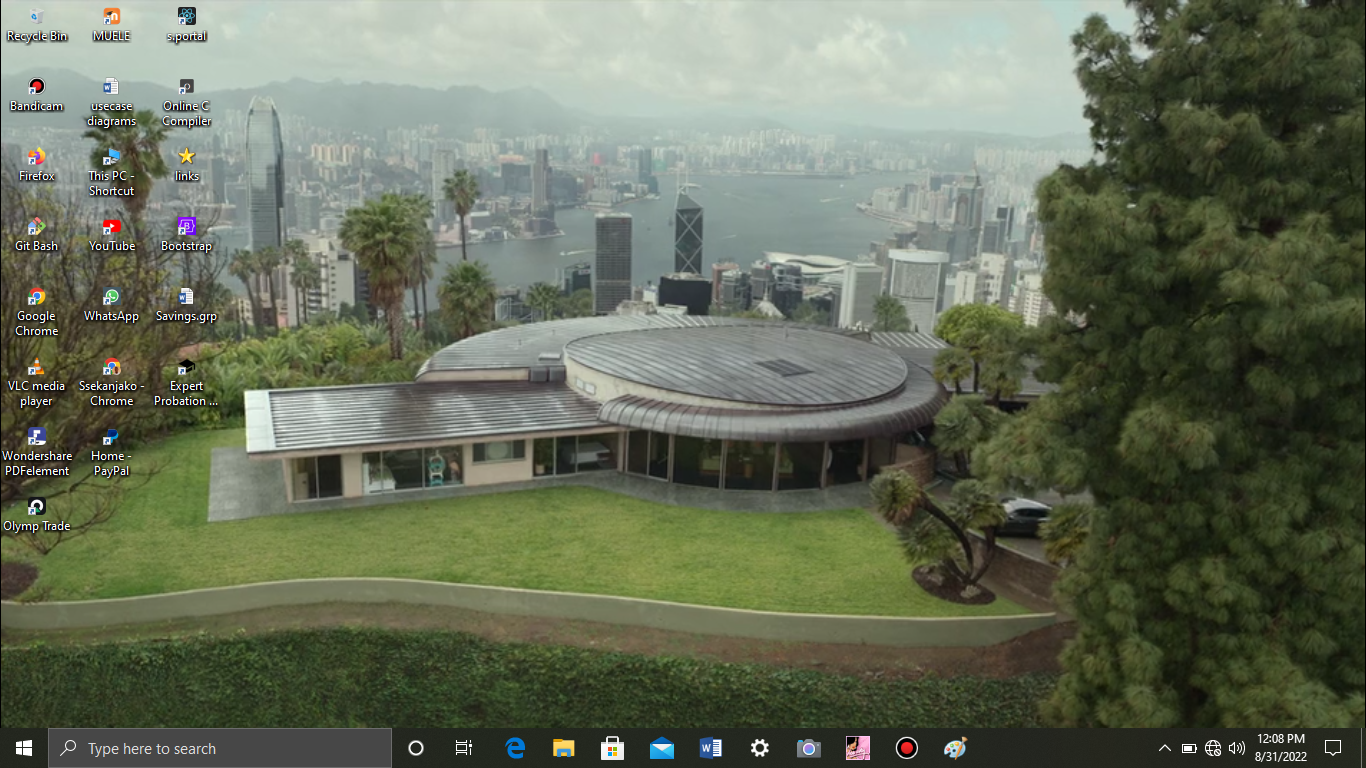 Recycle Bin
MUELE
s.portal
Bandicam
usecase
diagrams
Online C
Compiler
Firefox
This PC -
Shortcut
links
Git Bash
YouTube
Bootstrap
Google
Chrome
WhatsApp
Savings.grp
VLC media
player
Ssekanjako -
Chrome
Expert
Probation ...
Wondershare
PDFelement
Home -
PayPal
Olymp Trade
Type here to search
12:08 PM
8/31/2022